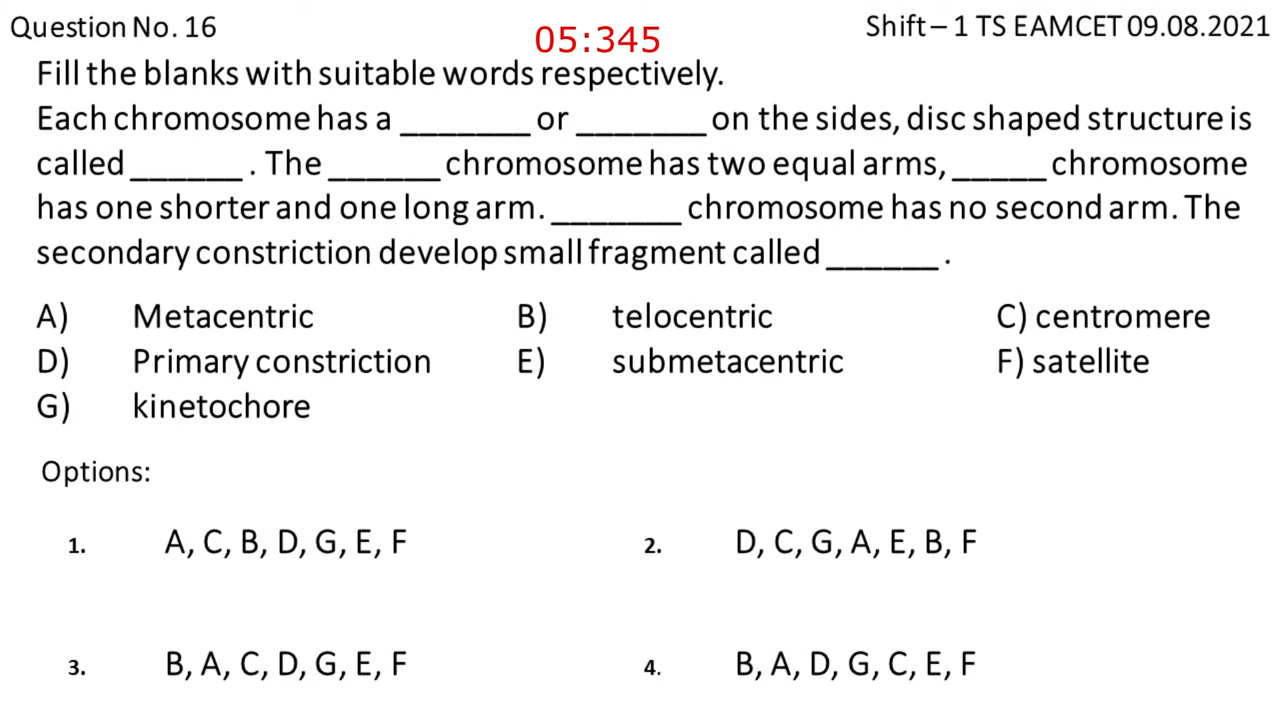 Question No. 16
05:345
Shift – 1 TS EAMCET 09.08.2021
Fill the blanks with suitable words respectively.
Each chromosome has a _______ or _______ on the sides, disc shaped structure is
called ______ . The ______ chromosome has two equal arms, _____ chromosome
has one shorter and one long arm. _______ chromosome has no second arm. The
secondary constriction develop small fragment called ______ .
A) Metacentric B) telocentric C) centromere
D) Primary constriction E) submetacentric F) satellite
G) kinetochore
Options:
1. A, C, B, D, G, E, F 2. D, C, G, A, E, B, F
3. B, A, C, D, G, E, F 4. B, A, D, G, C, E, F